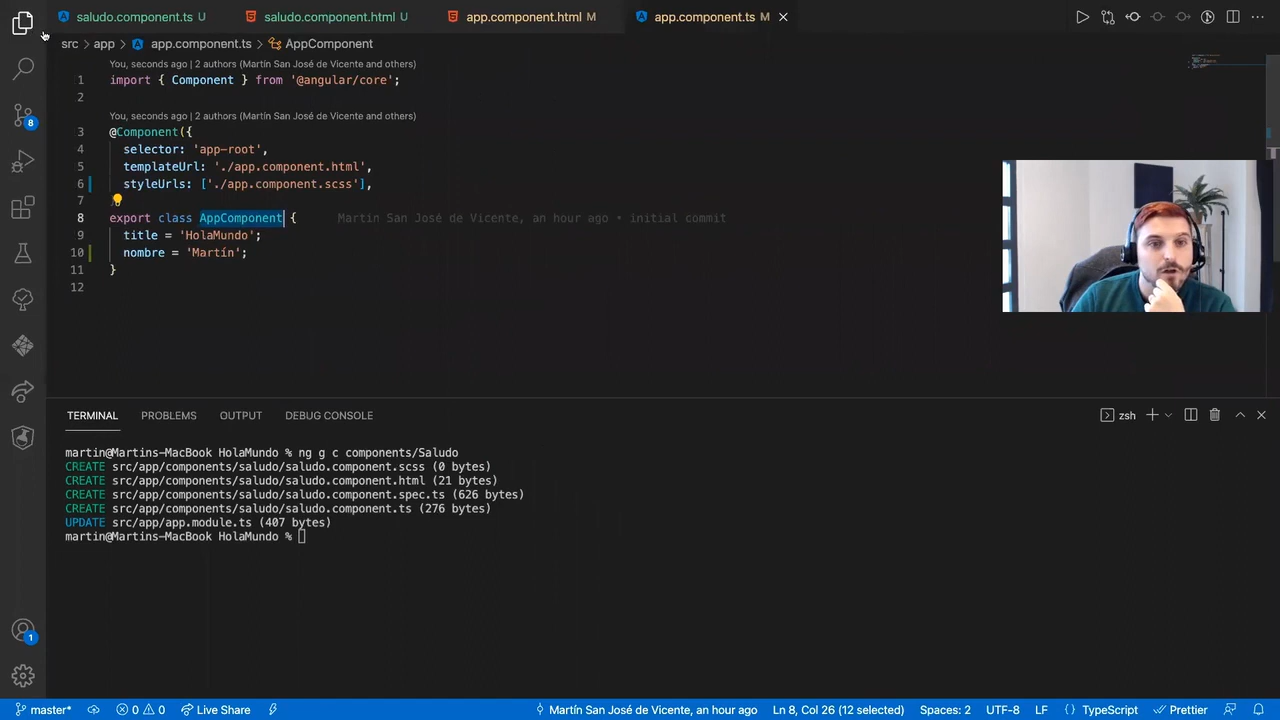 saludo.component.ts U
saludo.component.html U
app.component.html M
app.component.ts M
src > app > app.component.ts > AppComponent
You, seconds ago | 2 authors (Martín San José de Vicente and others)
1 import { Component } from '@angular/core';
2
You, seconds ago | 2 authors (Martín San José de Vicente and others)
3 @Component({
4 selector: 'app-root',
5 templateUrl: './app.component.html',
6 styleUrls: ['./app.component.scss'],
7
8 export class AppComponent { Martín San José de Vicente, an hour ago • initial commit
9 title = 'HolaMundo';
10 nombre = 'Martín';
11 }
12
8
TERMINAL PROBLEMS OUTPUT DEBUG CONSOLE
zsh
martin@Martins-MacBook HolaMundo % ng g c components/Saludo
CREATE src/app/components/saludo/saludo.component.scss (0 bytes)
CREATE src/app/components/saludo/saludo.component.html (21 bytes)
CREATE src/app/components/saludo/saludo.component.spec.ts (626 bytes)
CREATE src/app/components/saludo/saludo.component.ts (276 bytes)
UPDATE src/app/app.module.ts (407 bytes)
martin@Martins-MacBook HolaMundo %
1
master* 0 0 Live Share Martín San José de Vicente, an hour ago Ln 8, Col 26 (12 selected) Spaces: 2 UTF-8 LF { } TypeScript Prettier